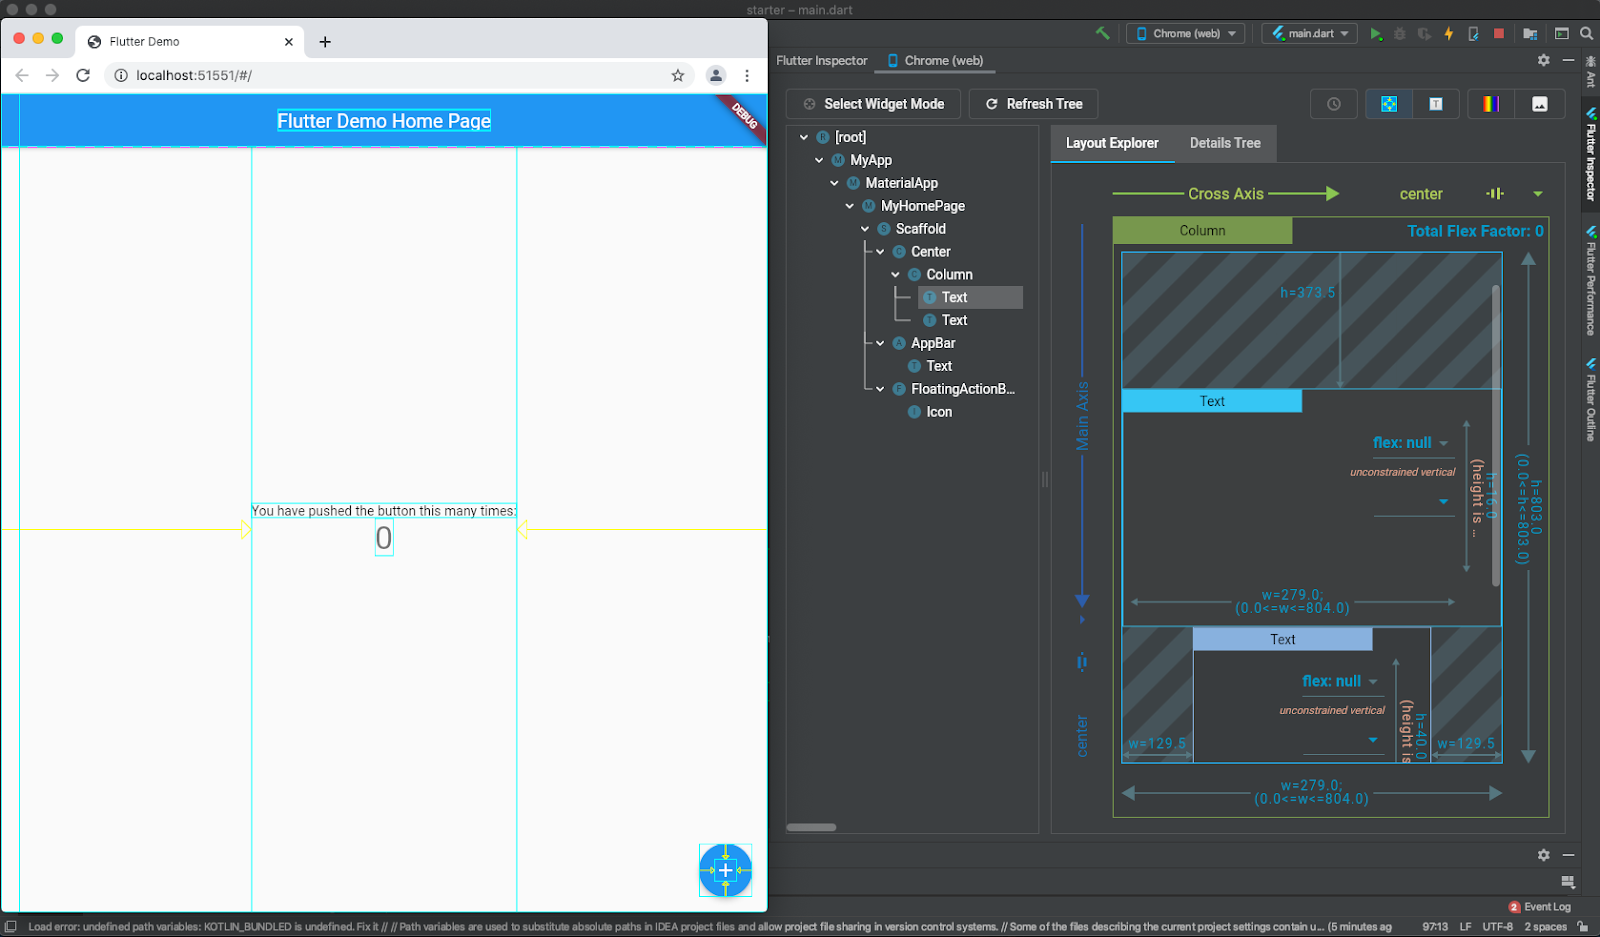 starter – main.dart
Flutter Demo
localhost:51551/#/
Flutter Demo Home Page
DEBUG
You have pushed the button this many times:
0
Chrome (web)
main.dart
Flutter Inspector
Chrome (web)
Select Widget Mode
Refresh Tree
[root]
MyApp
MaterialApp
MyHomePage
Scaffold
Center
Column
Text
Text
AppBar
Text
FloatingActionB...
Icon
Layout Explorer
Details Tree
Cross Axis
center
Column
Total Flex Factor: 0
Main Axis
center
h=373.5
Text
flex: null
unconstrained vertical
h=16.0
(height is ...
w=279.0;
(0.0<=w<=804.0)
h=803.0
(0.0<=h<=803.0)
Text
flex: null
unconstrained vertical
h=40.0
(height is
w=129.5
w=129.5
w=279.0;
(0.0<=w<=804.0)
Ant
Flutter Inspector
Flutter Performance
Flutter Outline
2 Event Log
Load error: undefined path variables: KOTLIN_BUNDLED is undefined. Fix it // // Path variables are used to substitute absolute paths in IDEA project files and allow project file sharing in version control systems. // Some of the files describing the current project settings contain u... (5 minutes ag
97:13 LF UTF-8 2 spaces